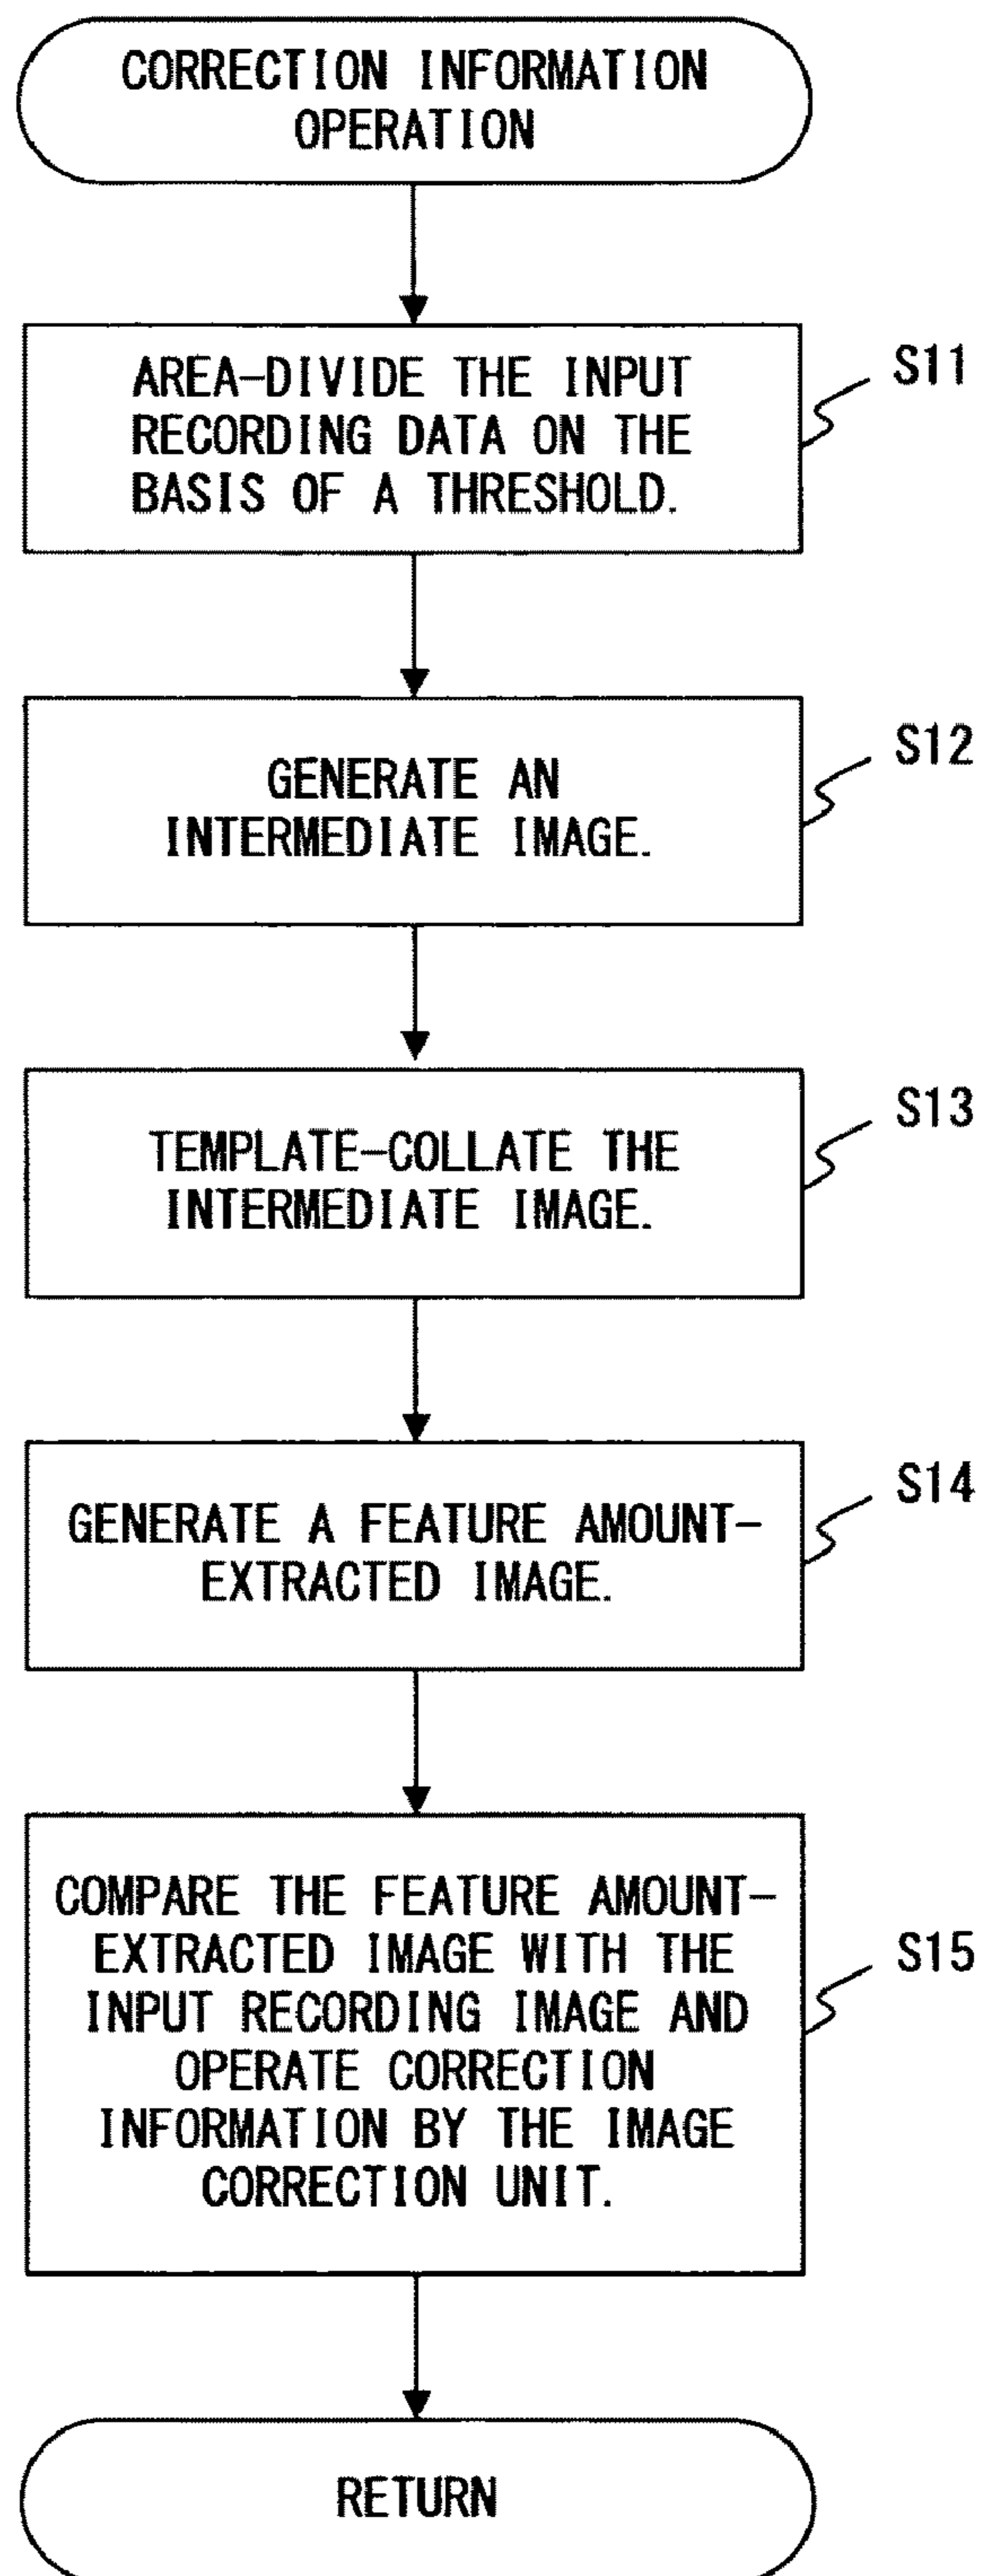 CORRECTION INFORMATION
OPERATION
AREA-DIVIDE THE INPUT
RECORDING DATA ON THE
BASIS OF A THRESHOLD.
S11
GENERATE AN
INTERMEDIATE IMAGE.
S12
TEMPLATE-COLLATE THE
INTERMEDIATE IMAGE.
S13
GENERATE A FEATURE AMOUNT-
EXTRACTED IMAGE.
S14
COMPARE THE FEATURE AMOUNT-
EXTRACTED IMAGE WITH THE
INPUT RECORDING IMAGE AND
OPERATE CORRECTION
INFORMATION BY THE IMAGE
CORRECTION UNIT.
S15
RETURN